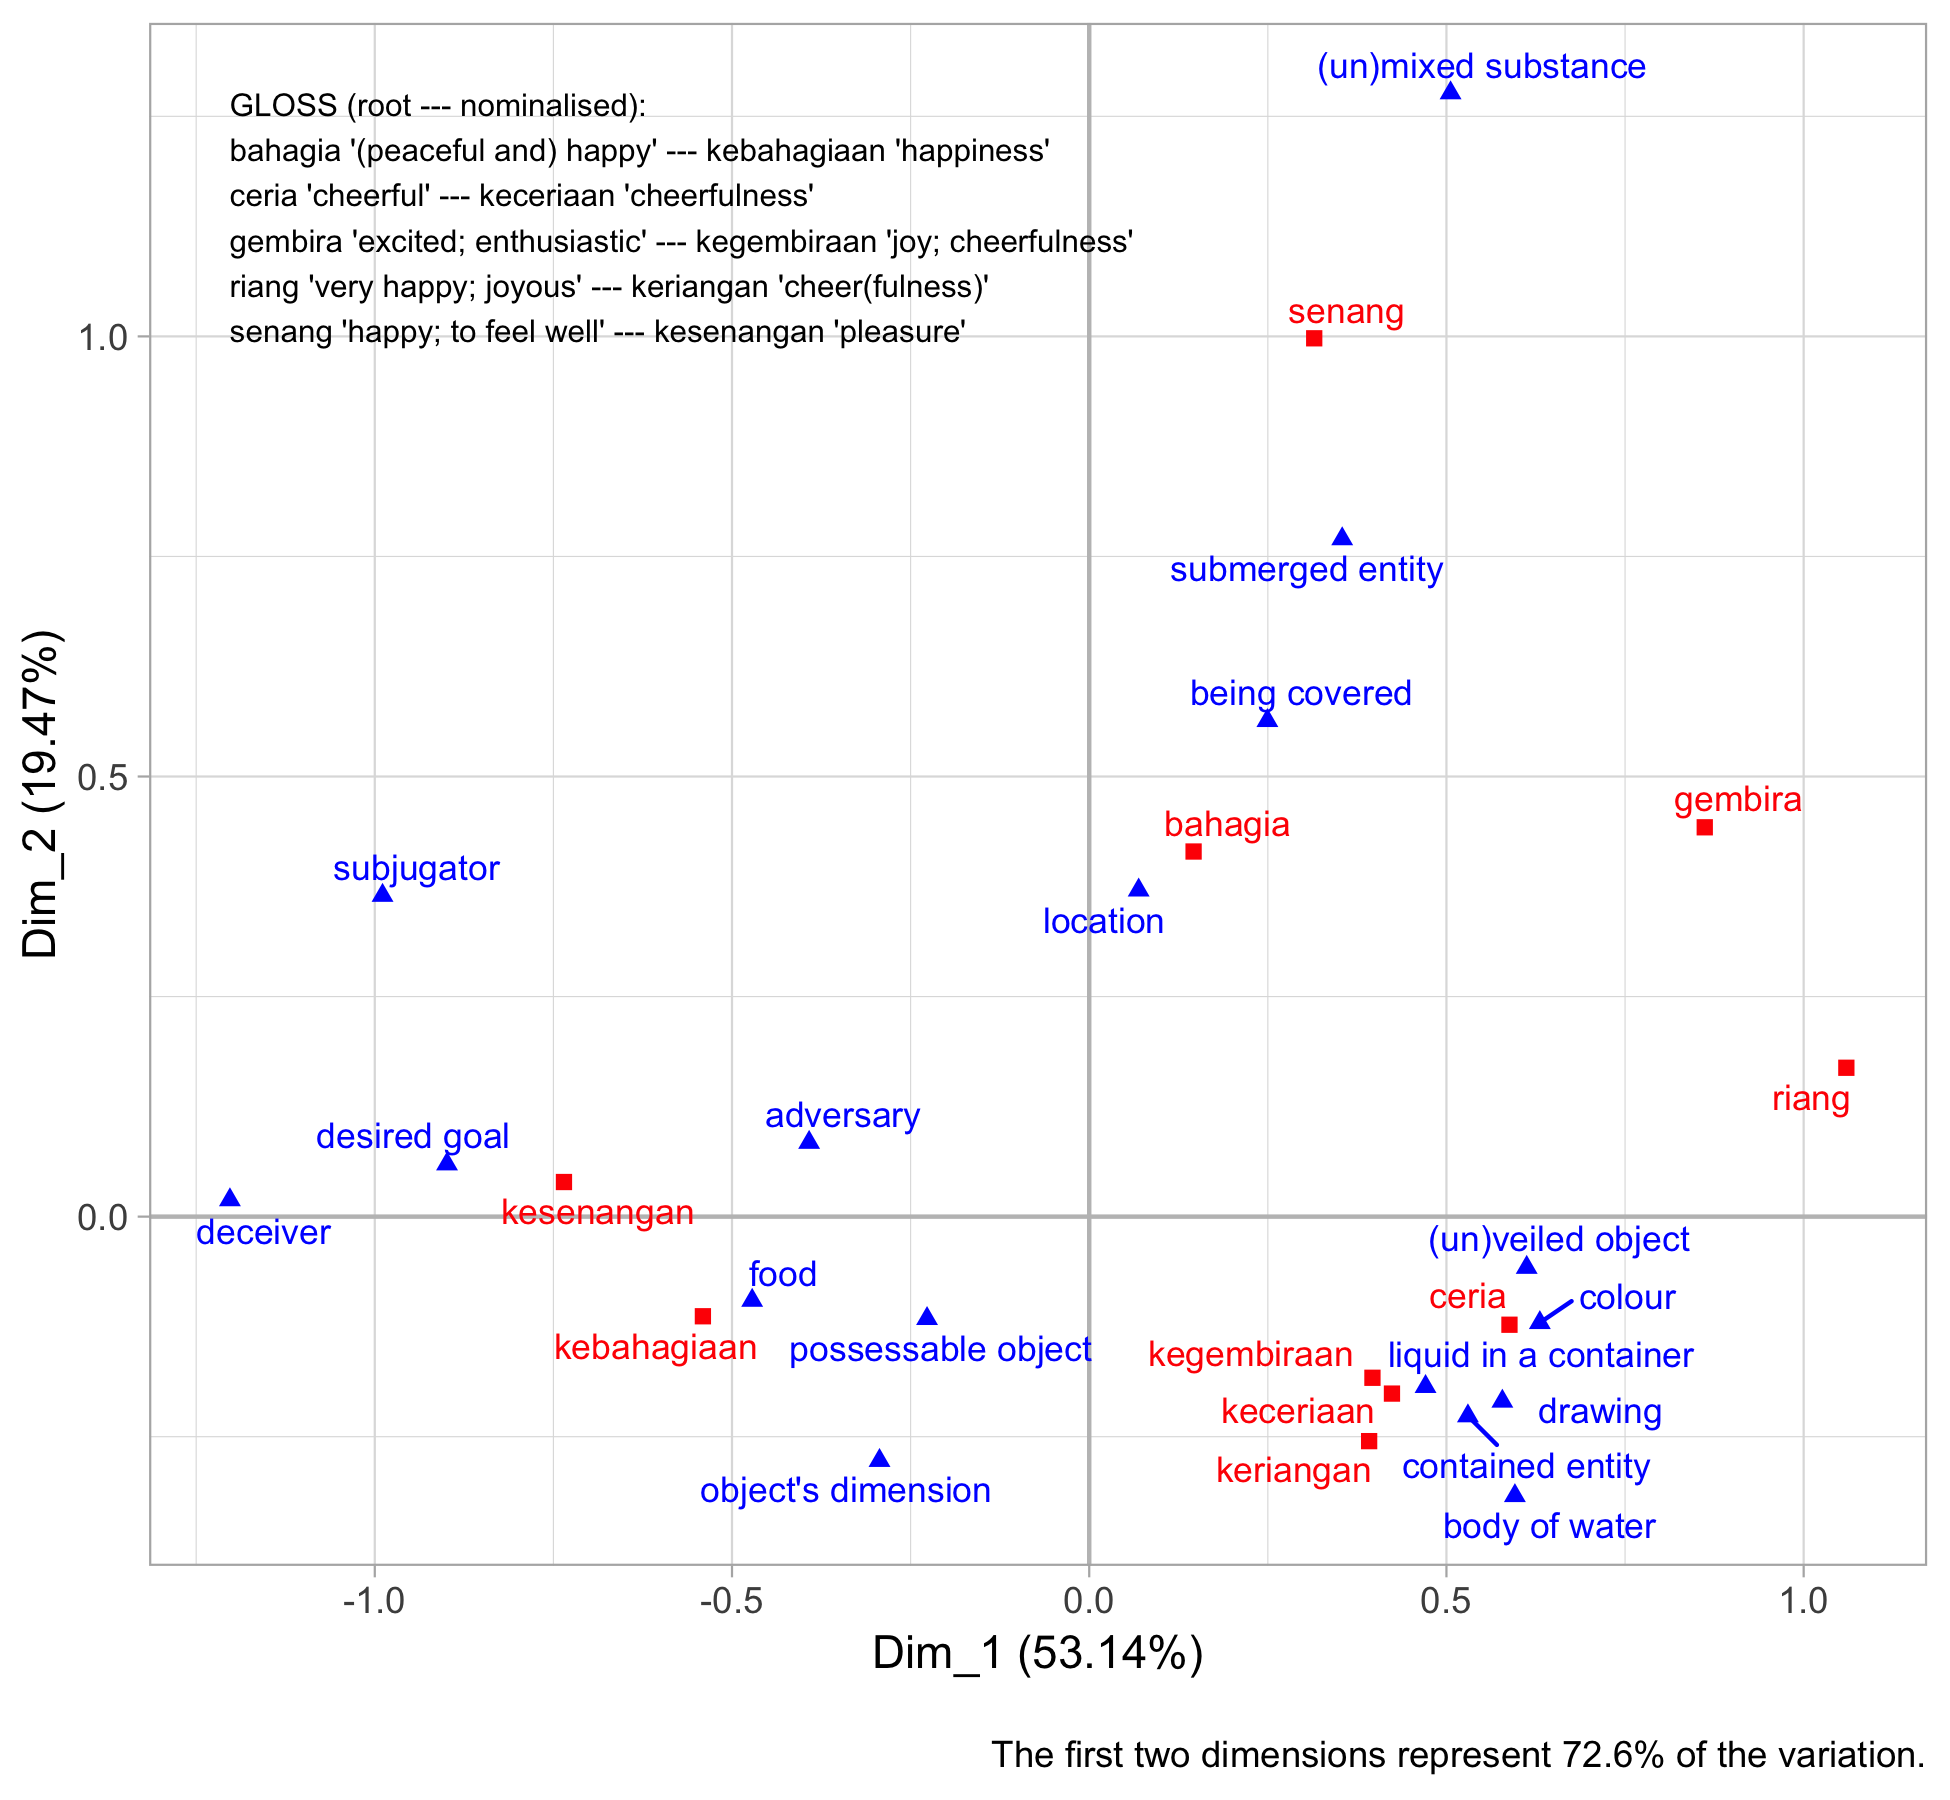 (un)mixed substance
GLOSS (root --- nominalised):
bahagia '(peaceful and) happy' --- kebahagiaan 'happiness'
ceria 'cheerful' --- keceriaan 'cheerfulness'
gembira 'excited; enthusiastic' --- kegembiraan 'joy; cheerfulness'
riang 'very happy; joyous' --- keriangan 'cheer(fulness)'
senang 'happy; to feel well' --- kesenangan 'pleasure'
senang
1.0
submerged entity
being covered
0.5
gembira
bahagia
subjugator
location
Dim_2 (19.47%)
riang
adversary
desired goal
kesenangan
0.0
deceiver
(un)veiled object
food
ceria
colour
kebahagiaan
possessable object
kegembiraan
liquid in a container
keceriaan
drawing
keriangan
contained entity
object's dimension
body of water
-1.0
-0.5
0.0
0.5
1.0
Dim_1 (53.14%)
The first two dimensions represent 72.6% of the variation.